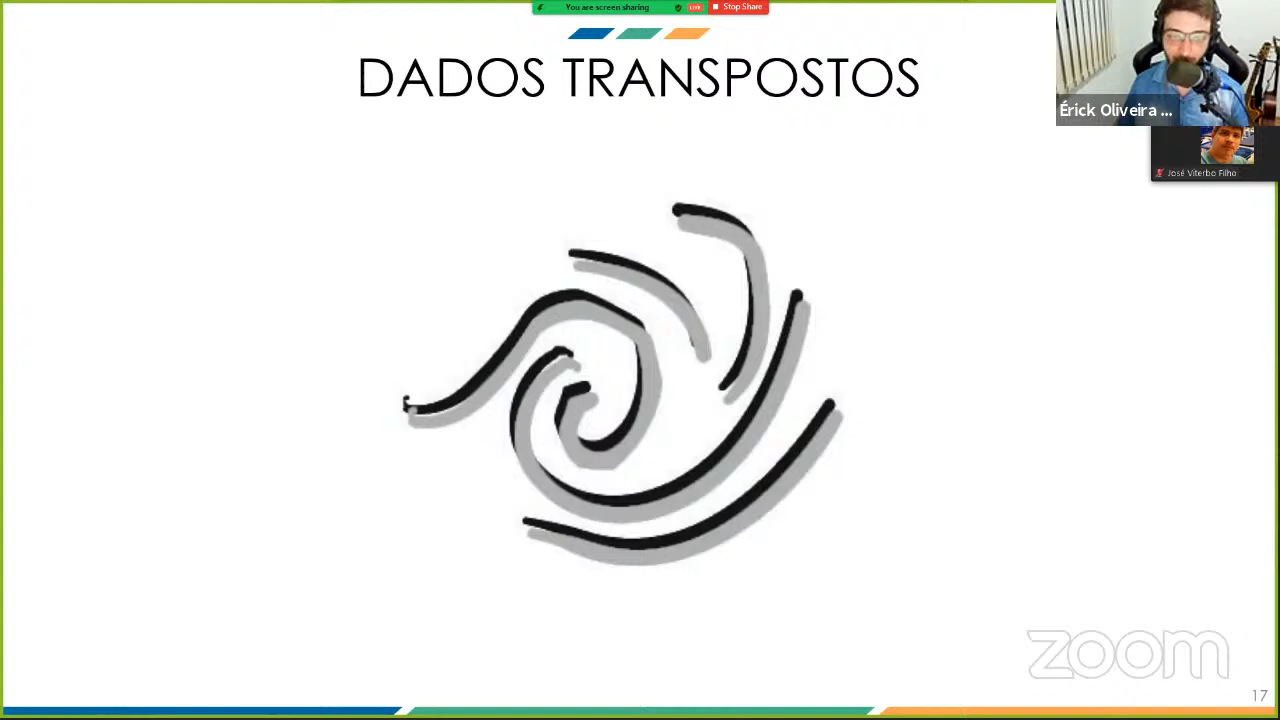 You are screen sharing LIVE Stop Share
DADOS TRANSPOSTOS
Érick Oliveira ...
José Viterbo Filho
zoom
17